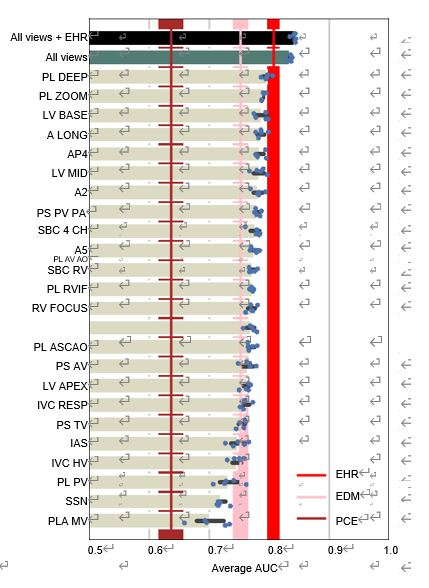 All views + EHR
All views
PL DEEP
PL ZOOM
LV BASE
A LONG
AP4
LV MID
A2
PS PV PA
SBC 4 CH
A5
PL AV AO
SBC RV
PL RVIF
RV FOCUS
PL ASCAO
PS AV
LV APEX
IVC RESP
PS TV
IAS
IVC HV
PL PV
SSN
PLA MV
EHR
EDM
PCE
0.5 0.6 0.7 0.8 0.9 1.0
Average AUC